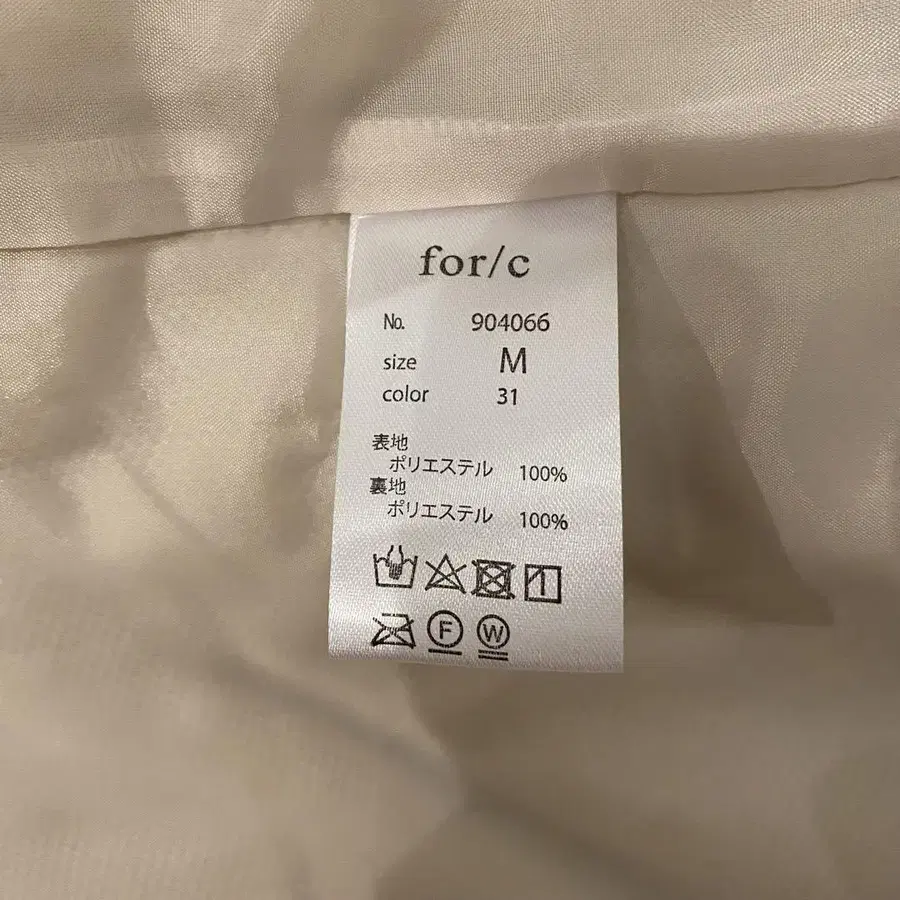 for/c
No. 904066
size M
color 31
表地
ポリエステル 100%
裏地
ポリエステル 100%
F W